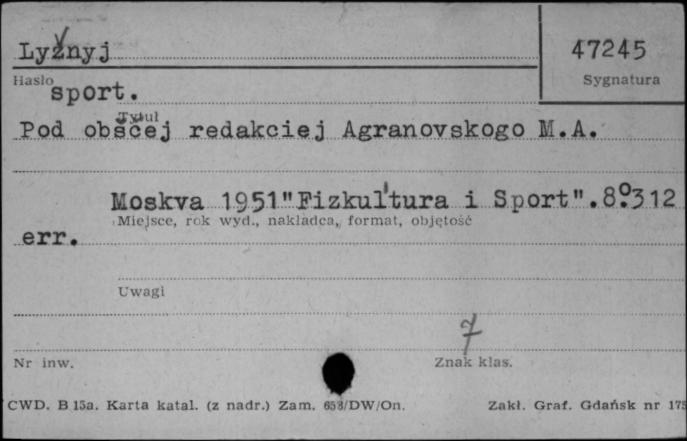 Lyžnyj
47245
Hasło
Sygnatura
sport.
Tytuł
Pod obščej redakciej Agranovskogo M.A.
Moskva 1951"Fizkul'tura i Sport".8°.312
Miejsce, rok wyd., nakładca, format, objętość
err.
Uwagi
7
Nr inw.
Znak klas.
CWD. B 15a. Karta katal. (z nadr.) Zam. 653/DW/On.
Zakł. Graf. Gdańsk nr 175